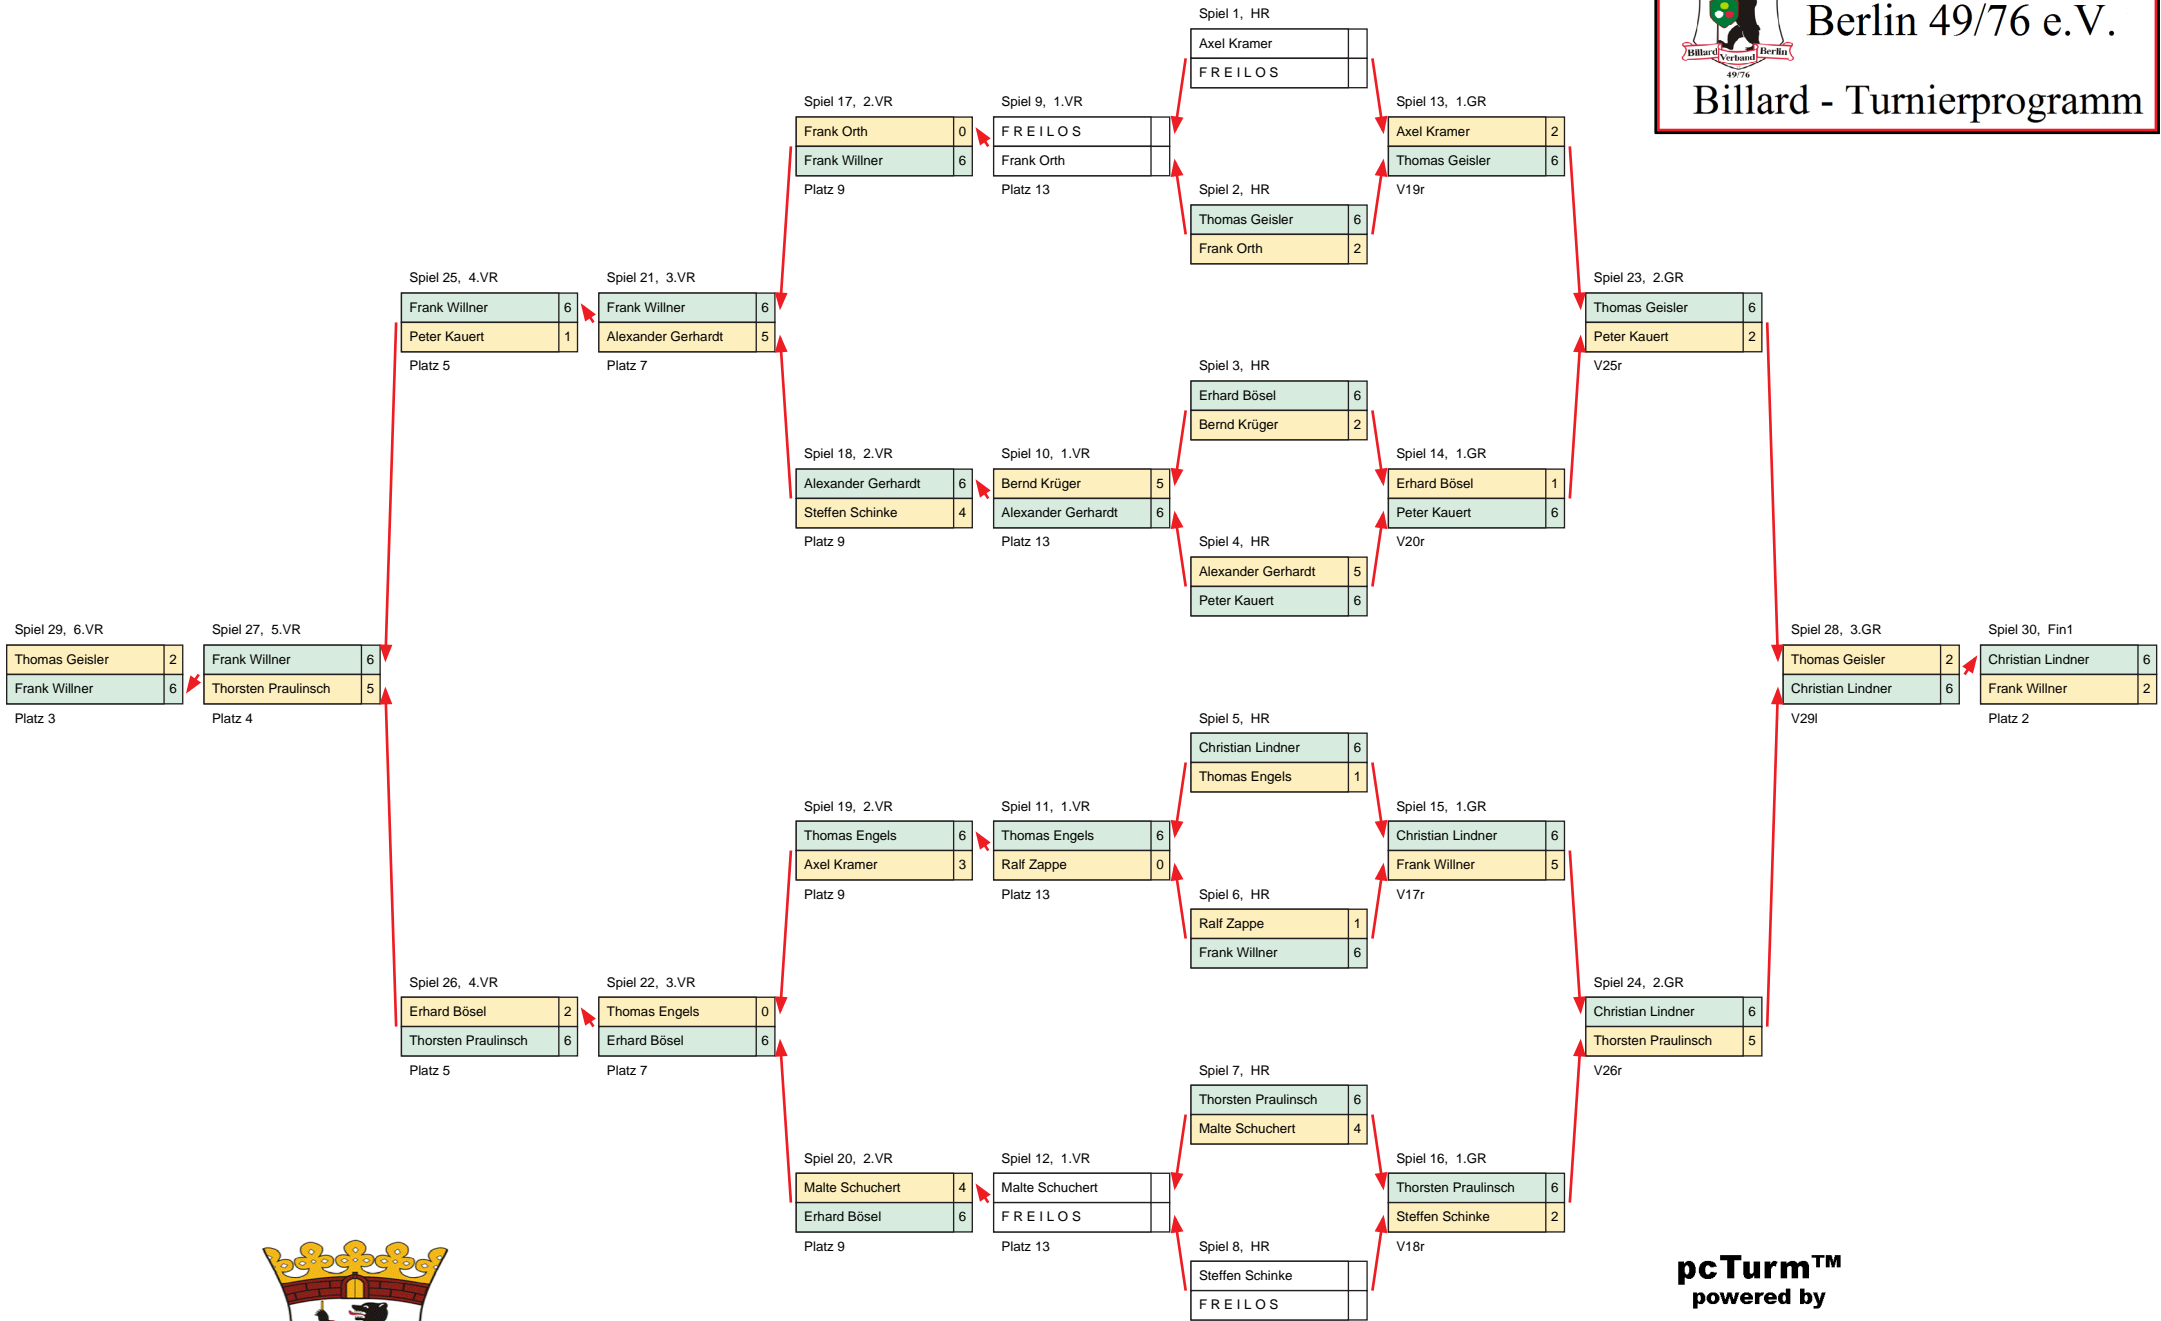 Spiel 1, HR
Axel Kramer
F R E I L O S
Billard Verband Berlin
49/76
Berlin 49/76 e.V.
Billard - Turnierprogramm
Spiel 17, 2.VR
Frank Orth 0
Frank Willner 6
Platz 9
Spiel 9, 1.VR
F R E I L O S
Frank Orth
Platz 13
Spiel 13, 1.GR
Axel Kramer 2
Thomas Geisler 6
V19r
Spiel 2, HR
Thomas Geisler 6
Frank Orth 2
Spiel 25, 4.VR
Frank Willner 6
Peter Kauert 1
Platz 5
Spiel 21, 3.VR
Frank Willner 6
Alexander Gerhardt 5
Platz 7
Spiel 23, 2.GR
Thomas Geisler 6
Peter Kauert 2
V25r
Spiel 3, HR
Erhard Bösel 6
Bernd Krüger 2
Spiel 18, 2.VR
Alexander Gerhardt 6
Steffen Schinke 4
Platz 9
Spiel 10, 1.VR
Bernd Krüger 5
Alexander Gerhardt 6
Platz 13
Spiel 14, 1.GR
Erhard Bösel 1
Peter Kauert 6
V20r
Spiel 4, HR
Alexander Gerhardt 5
Peter Kauert 6
Spiel 29, 6.VR
Thomas Geisler 2
Frank Willner 6
Platz 3
Spiel 27, 5.VR
Frank Willner 6
Thorsten Praulinsch 5
Platz 4
Spiel 28, 3.GR
Thomas Geisler 2
Christian Lindner 6
V29l
Spiel 30, Fin1
Christian Lindner 6
Frank Willner 2
Platz 2
Spiel 5, HR
Christian Lindner 6
Thomas Engels 1
Spiel 19, 2.VR
Thomas Engels 6
Axel Kramer 3
Platz 9
Spiel 11, 1.VR
Thomas Engels 6
Ralf Zappe 0
Platz 13
Spiel 15, 1.GR
Christian Lindner 6
Frank Willner 5
V17r
Spiel 6, HR
Ralf Zappe 1
Frank Willner 6
Spiel 26, 4.VR
Erhard Bösel 2
Thorsten Praulinsch 6
Platz 5
Spiel 22, 3.VR
Thomas Engels 0
Erhard Bösel 6
Platz 7
Spiel 24, 2.GR
Christian Lindner 6
Thorsten Praulinsch 5
V26r
Spiel 7, HR
Thorsten Praulinsch 6
Malte Schuchert 4
Spiel 20, 2.VR
Malte Schuchert 4
Erhard Bösel 6
Platz 9
Spiel 12, 1.VR
Malte Schuchert
F R E I L O S
Platz 13
Spiel 16, 1.GR
Thorsten Praulinsch 6
Steffen Schinke 2
V18r
Spiel 8, HR
Steffen Schinke
F R E I L O S
pcTurm™
powered by